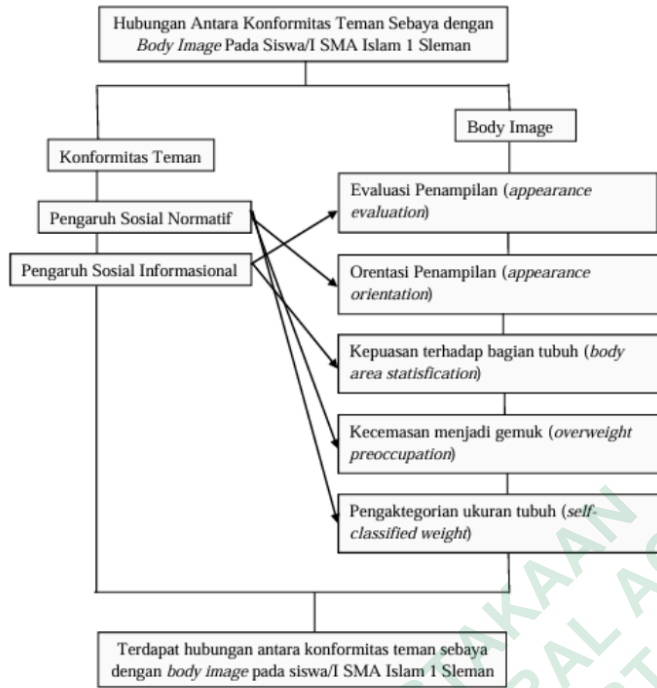 Hubungan Antara Konformitas Teman Sebaya dengan
Body Image Pada Siswa/I SMA Islam 1 Sleman
Body Image
Konformitas Teman
Pengaruh Sosial Normatif
Pengaruh Sosial Informasional
Evaluasi Penampilan (appearance
evaluation)
Orentasi Penampilan (appearance
orientation)
Kepuasan terhadap bagian tubuh (body
area statisfication)
Kecemasan menjadi gemuk (overweight
preoccupation)
Pengaktegorian ukuran tubuh (self-
classified weight)
Terdapat hubungan antara konformitas teman sebaya
dengan body image pada siswa/I SMA Islam 1 Sleman